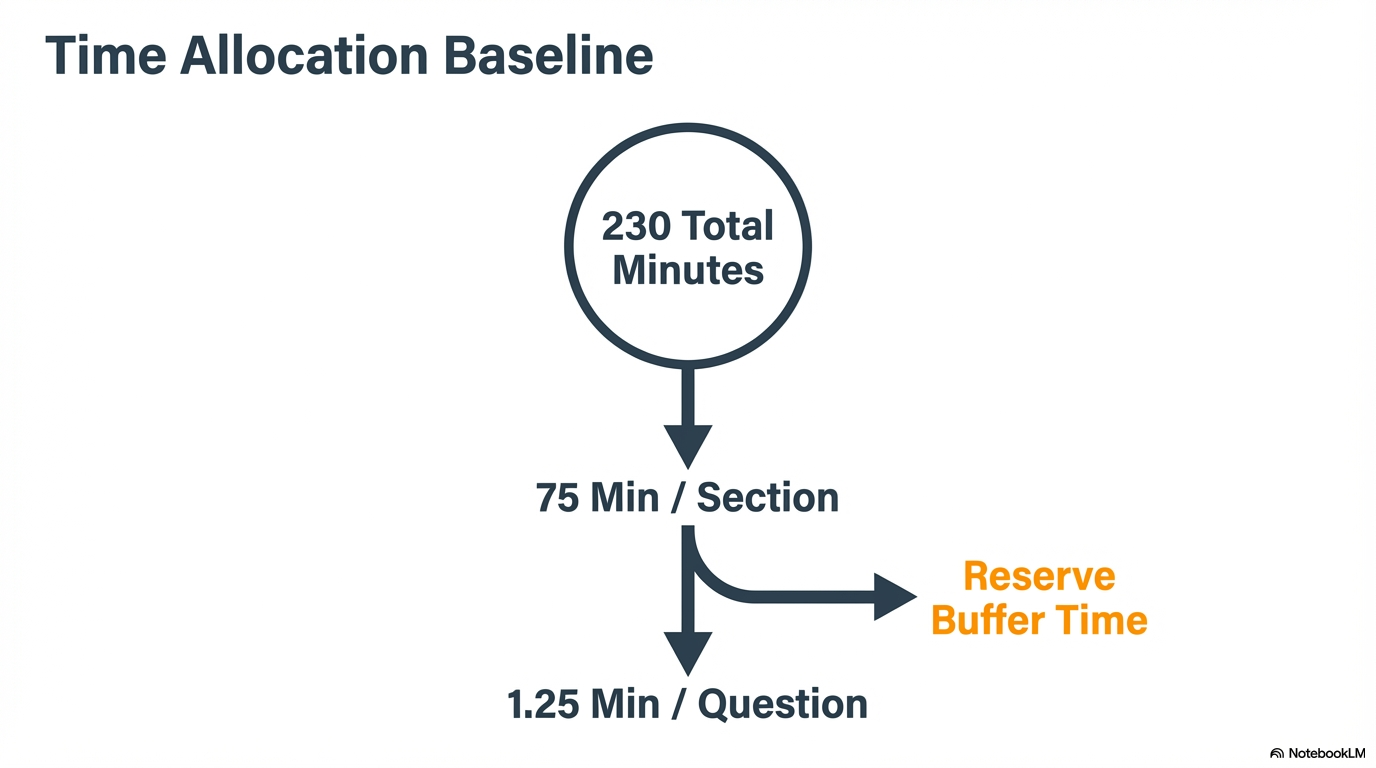 Time Allocation Baseline
230 Total
Minutes
75 Min / Section
Reserve
Buffer Time
1.25 Min / Question
NotebookLM